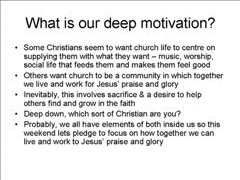 What is our deep motivation?
• Some Christians seem to want church life to centre on
supplying them with what they want – music, worship,
social life that feeds them and makes them feel good
• Others want church to be a community in which together
we live and work for Jesus' praise and glory
• Inevitably, this involves sacrifice & a desire to help
others find and grow in the faith
• Deep down, which sort of Christian are you?
• Probably, we all have elements of both inside us so this
weekend lets pledge to focus on how together we can
live and work to Jesus' praise and glory